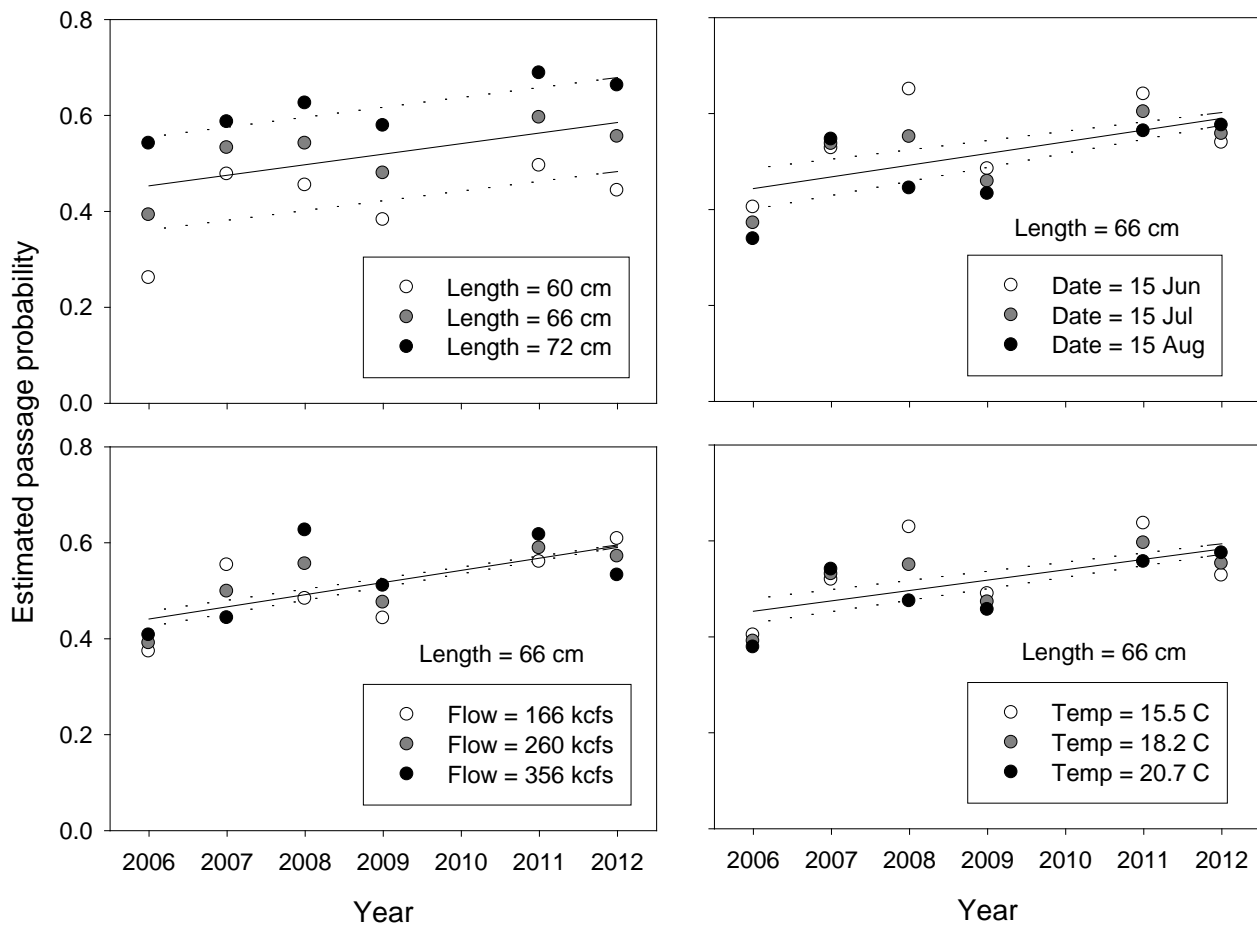 Estimated passage probability
0.8
0.6
0.4
0.2
0.0
Length = 60 cm
Length = 66 cm
Length = 72 cm
Length = 66 cm
Date = 15 Jun
Date = 15 Jul
Date = 15 Aug
0.8
0.6
0.4
0.2
0.0
Length = 66 cm
Flow = 166 kcfs
Flow = 260 kcfs
Flow = 356 kcfs
2006 2007 2008 2009 2010 2011 2012
Year
Length = 66 cm
Temp = 15.5 C
Temp = 18.2 C
Temp = 20.7 C
2006 2007 2008 2009 2010 2011 2012
Year